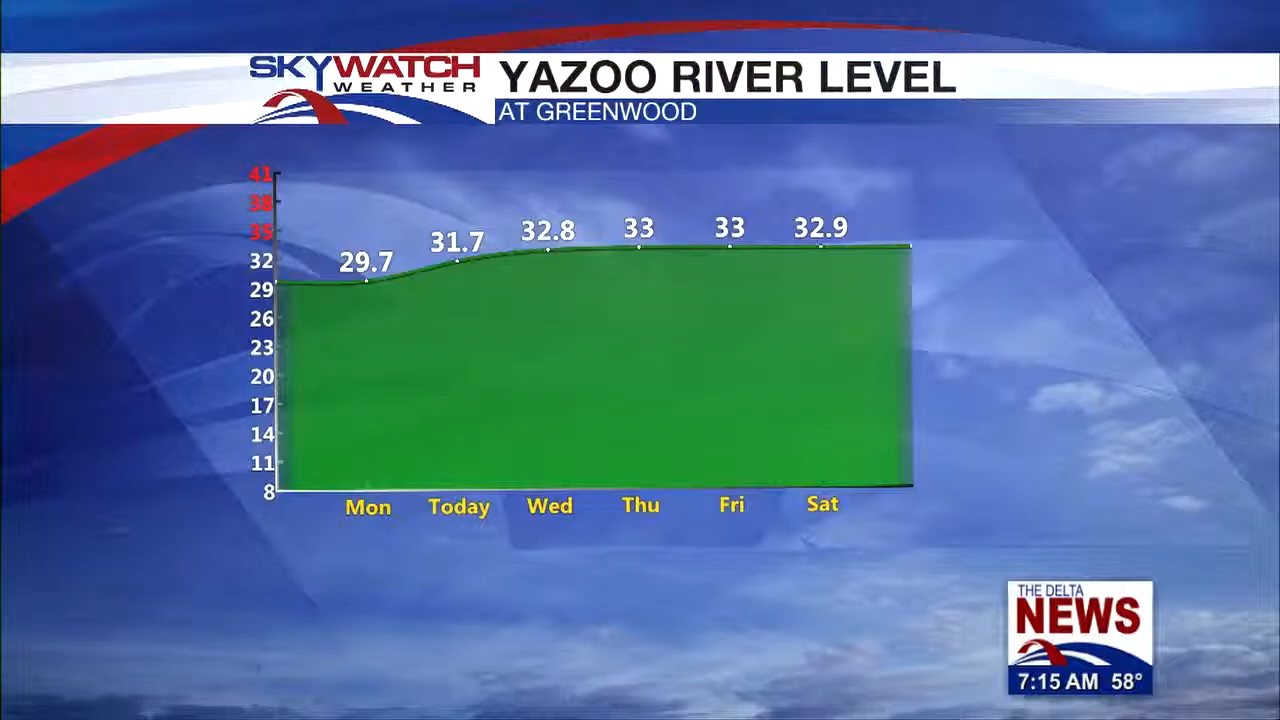 SKYWATCH
WEATHER
YAZOO RIVER LEVEL
AT GREENWOOD
41
38
35
32
29
26
23
20
17
14
11
8
29.7
31.7
32.8
33
33
32.9
Mon Today Wed Thu Fri Sat
THE DELTA
NEWS
7:15 AM 58°